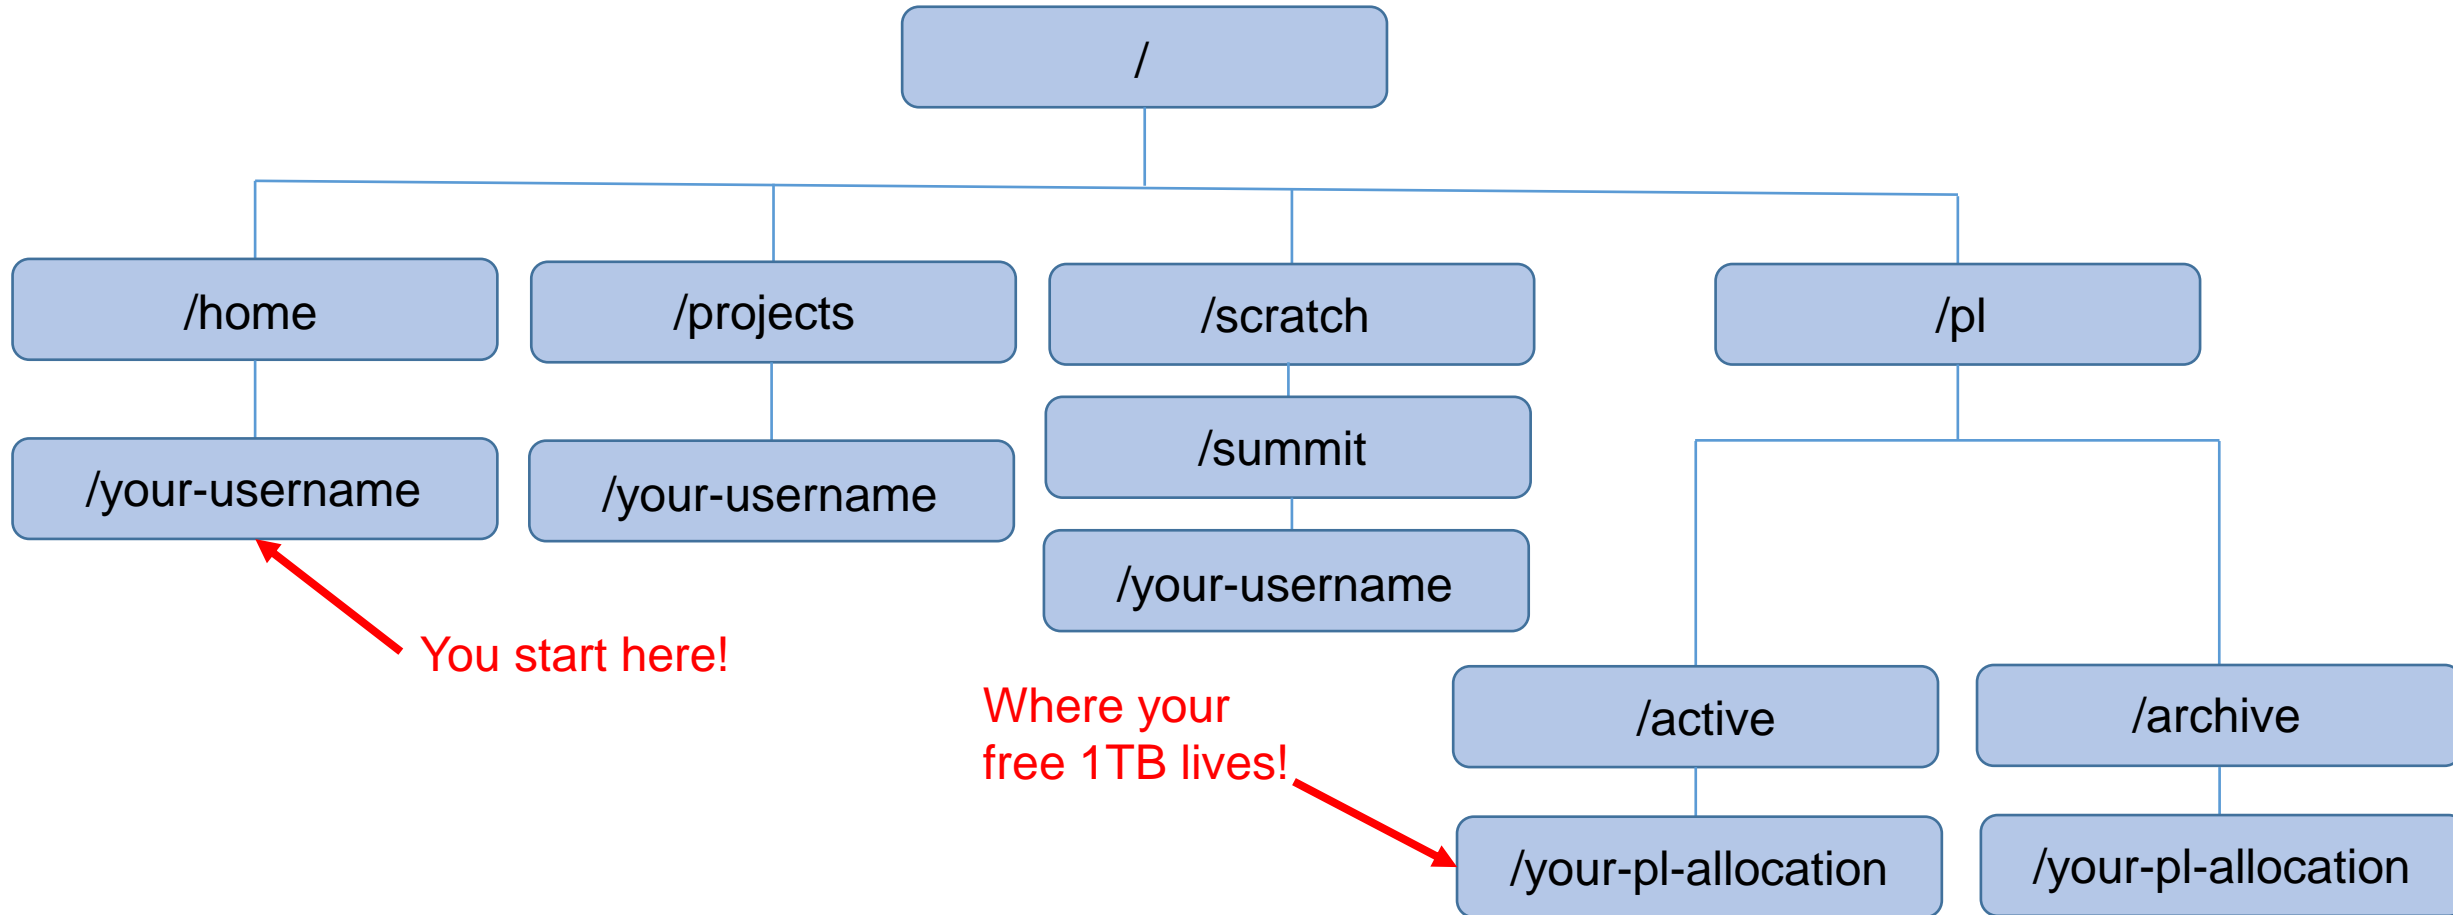 /
/home
/projects
/scratch
/pl
/your-username
/your-username
/summit
/your-username
You start here!
Where your
free 1TB lives!
/active
/archive
/your-pl-allocation
/your-pl-allocation